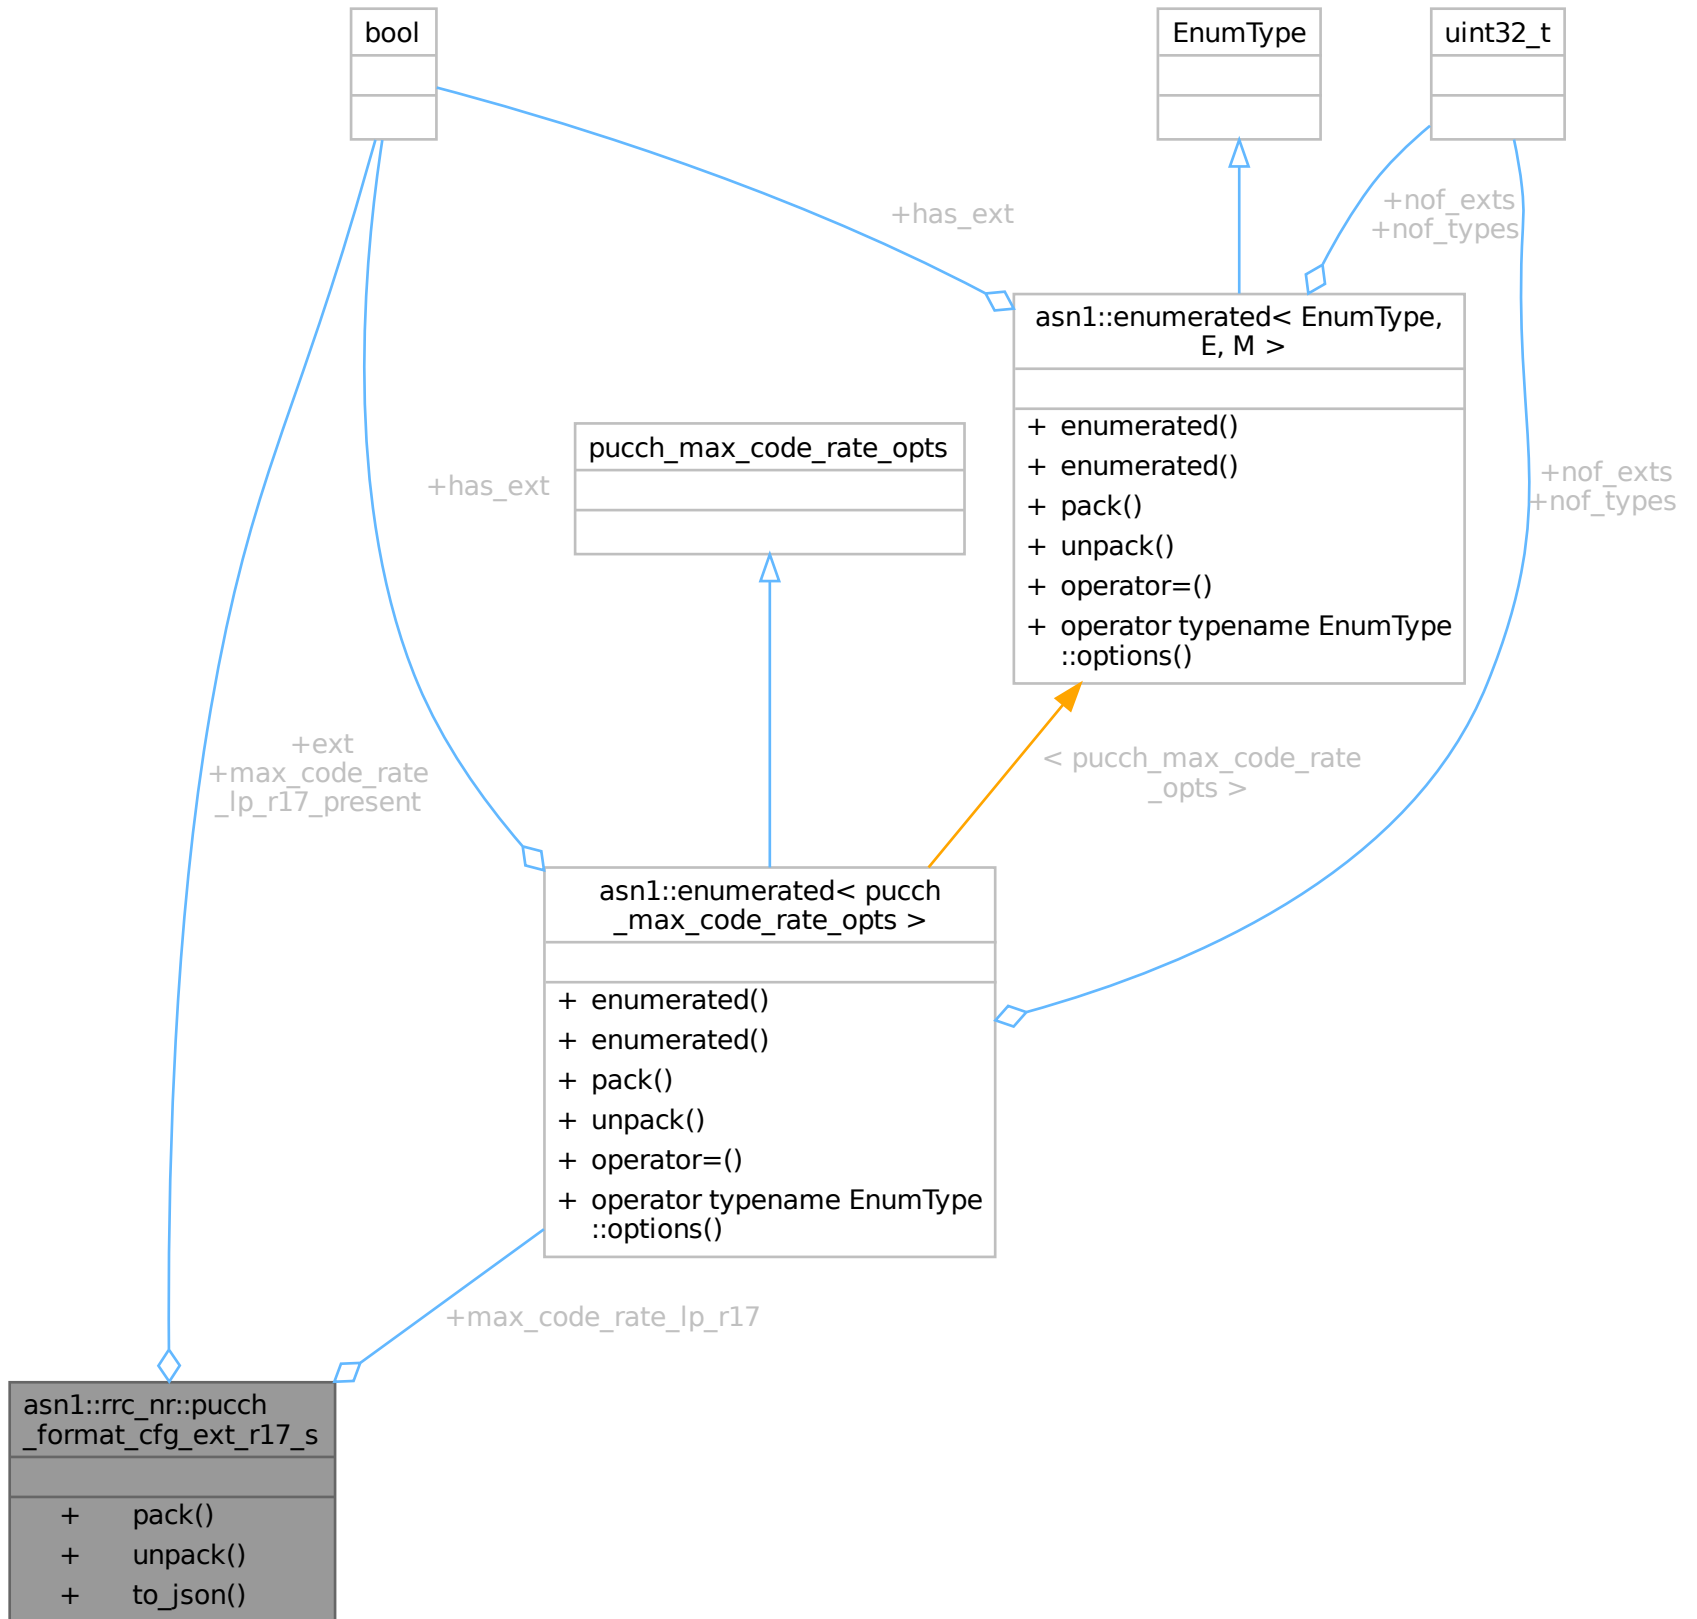 bool
EnumType
uint32_t
+has_ext
+nof_exts
+nof_types
asn1::enumerated< EnumType,
E, M >
+ enumerated()
+ enumerated()
+ pack()
+ unpack()
+ operator=()
+ operator typename EnumType
::options()
pucch_max_code_rate_opts
+has_ext
+nof_exts
+nof_types
+ext
+max_code_rate
_lp_r17_present
< pucch_max_code_rate
_opts >
asn1::enumerated< pucch
_max_code_rate_opts >
+ enumerated()
+ enumerated()
+ pack()
+ unpack()
+ operator=()
+ operator typename EnumType
::options()
+max_code_rate_lp_r17
asn1::rrc_nr::pucch
_format_cfg_ext_r17_s
+ pack()
+ unpack()
+ to_json()